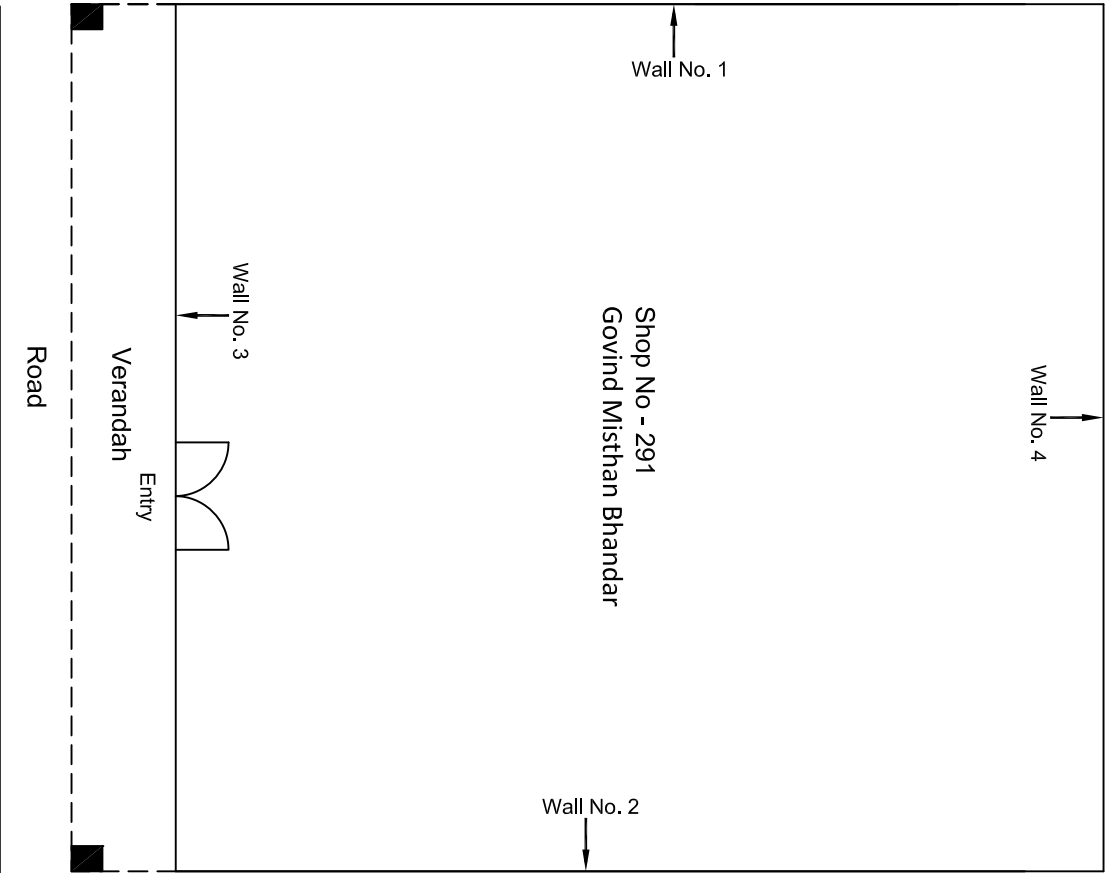 Wall No. 1
Wall No. 4
Shop No - 291
Govind Misthan Bhandar
Wall No. 3
Wall No. 2
Entry
Verandah
Road